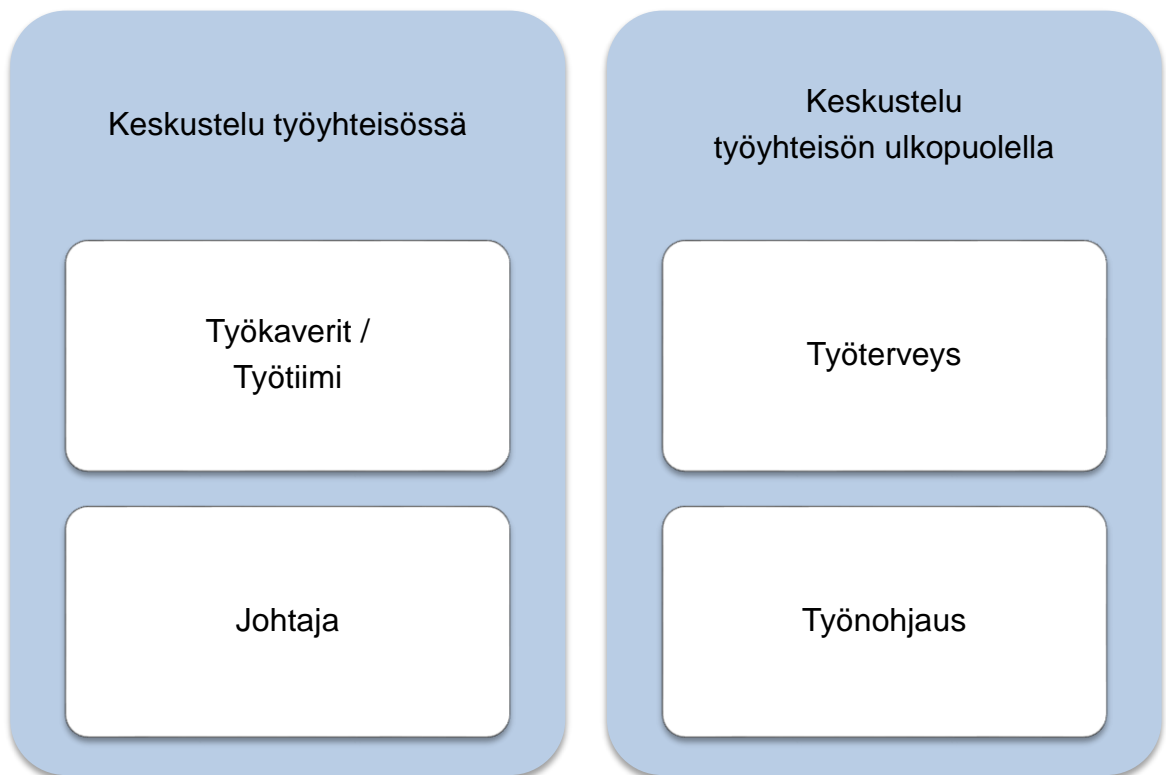 Keskustelu työyhteisössä
Työkaverit /
Työtiimi
Johtaja
Keskustelu
työyhteisön ulkopuolella
Työterveys
Työnohjaus